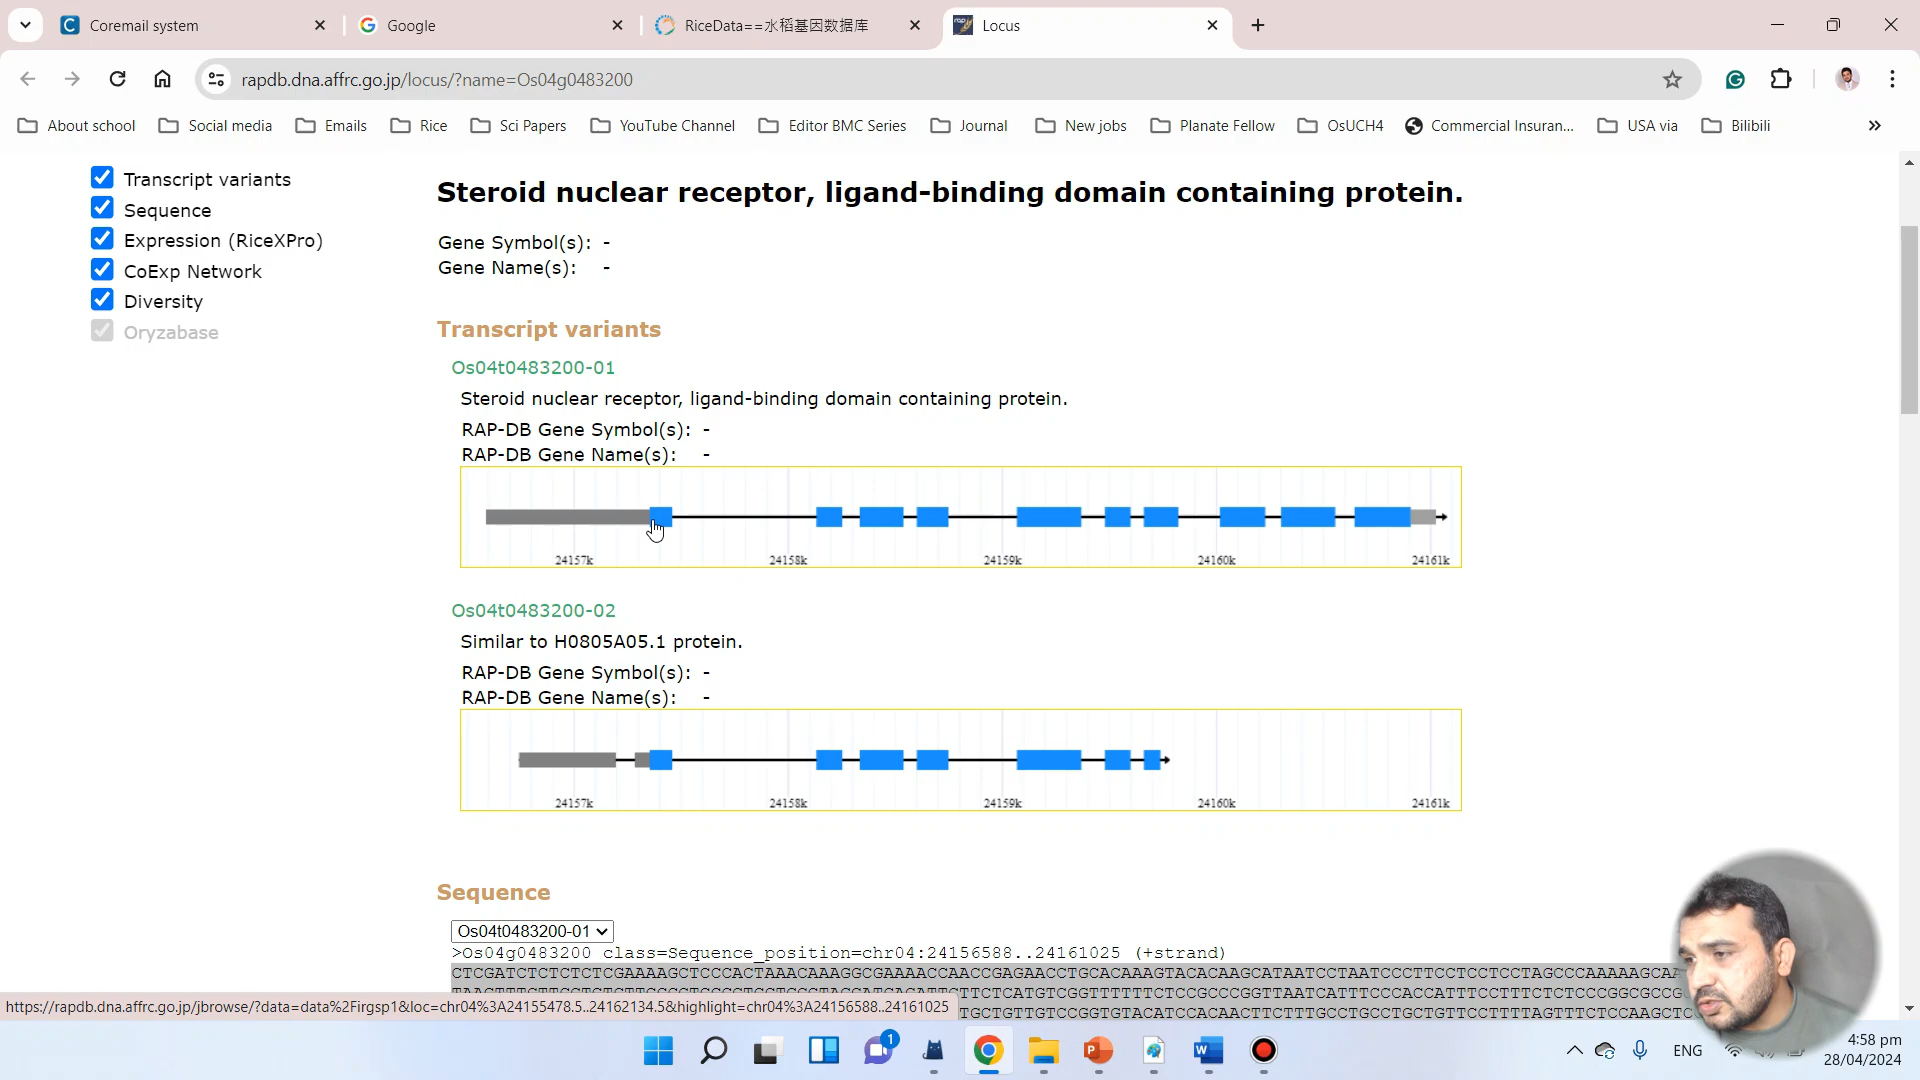 Coremail system
Google
RiceData==水稻基因数据库
Locus
rapdb.dna.affrc.go.jp/locus/?name=Os04g0483200
About school
Social media
Emails
Rice
Sci Papers
YouTube Channel
Editor BMC Series
Journal
New jobs
Planate Fellow
OsUCH4
Commercial Insuran...
USA via
Bilibili
Transcript variants
Sequence
Expression (RiceXPro)
CoExp Network
Diversity
Oryzabase
Steroid nuclear receptor, ligand-binding domain containing protein.
Gene Symbol(s): -
Gene Name(s): -
Transcript variants
Os04t0483200-01
Steroid nuclear receptor, ligand-binding domain containing protein.
RAP-DB Gene Symbol(s): -
RAP-DB Gene Name(s): -
24157k 24158k 24159k 24160k 24161k
Os04t0483200-02
Similar to H0805A05.1 protein.
RAP-DB Gene Symbol(s): -
RAP-DB Gene Name(s): -
24157k 24158k 24159k 24160k 24161k
Sequence
Os04t0483200-01
>Os04g0483200 class=Sequence position=chr04:24156588..24161025 (+strand)
CTCGATCTCTCTCTCGAAAAGCTCCCACTAAACAAAGGCGAAAACCAACCGAGAACCTGCACAAAGTACACAAGCATAATCCTAATCCCTTCCTCCTCCTAGCCCAAAAAGCAA
https://rapdb.dna.affrc.go.jp/jbrowse/?data=data%2Firgsp1&loc=chr04%3A24155478.5..24162134.5&highlight=chr04%3A24156588..24161025
1
ENG
4:58 pm
28/04/2024